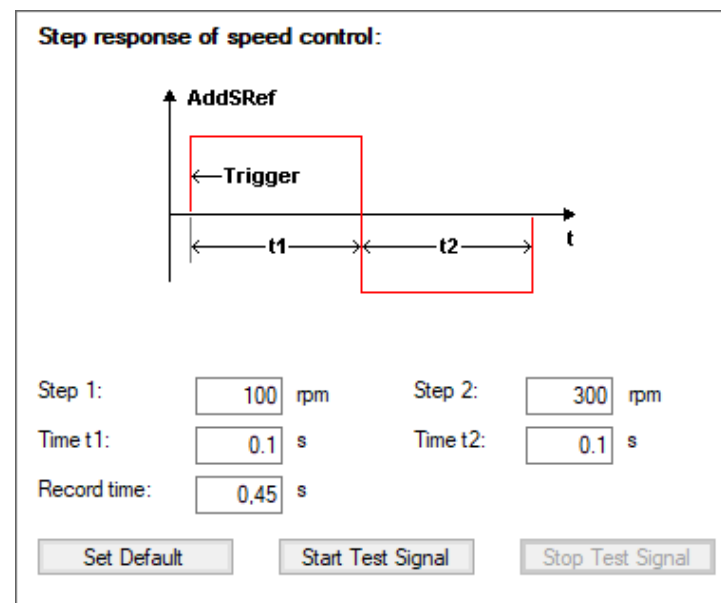 Step response of speed control:
AddSRef
Trigger
t1 t2 t
Step 1: 100 rpm Step 2: 300 rpm
Time t1: 0.1 s Time t2: 0.1 s
Record time: 0,45 s
Set Default Start Test Signal Stop Test Signal